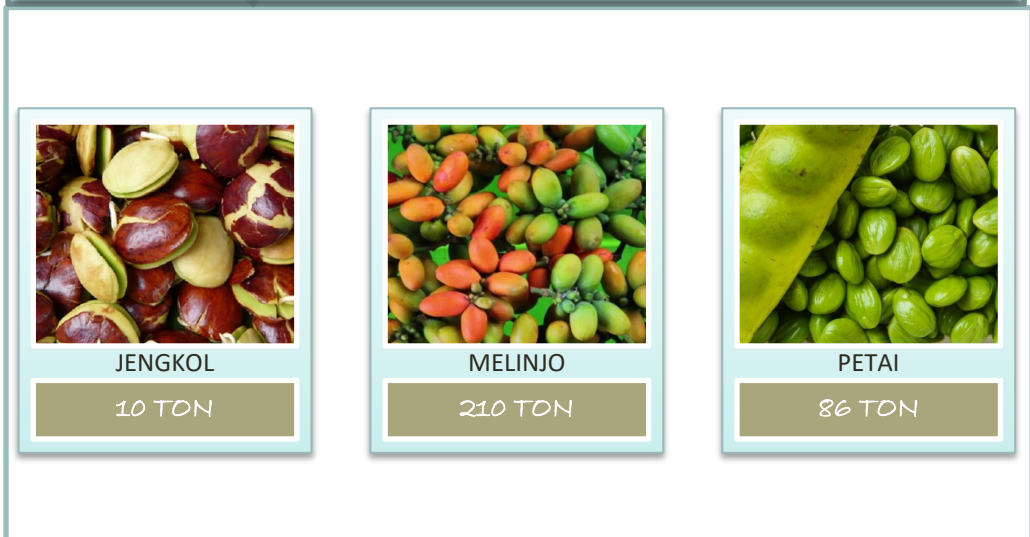 JENGKOL
10 TON
MELINJO
210 TON
PETAI
86 TON